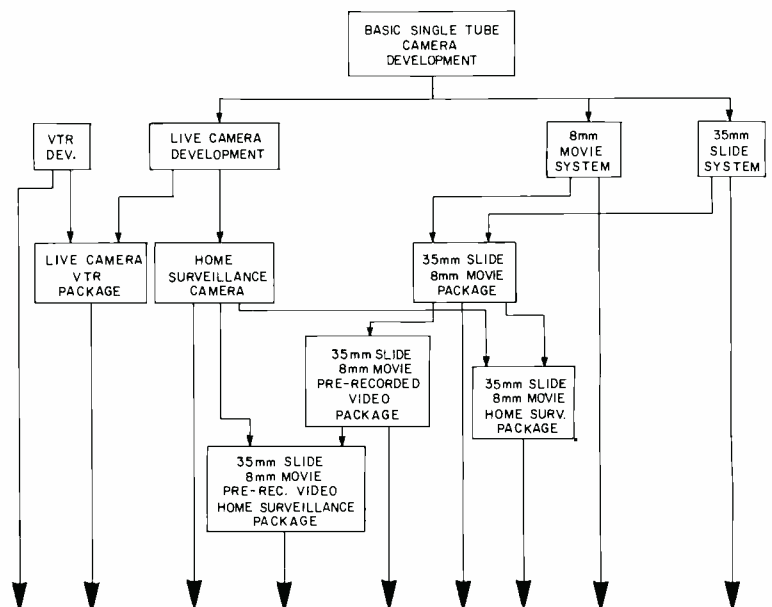 BASIC SINGLE TUBE
CAMERA
DEVELOPMENT
VTR
DEV.
LIVE CAMERA
DEVELOPMENT
8mm
MOVIE
SYSTEM
35mm
SLIDE
SYSTEM
LIVE CAMERA
VTR
PACKAGE
HOME
SURVEILLANCE
CAMERA
35mm SLIDE
8mm MOVIE
PACKAGE
35mm SLIDE
8mm MOVIE
PRE-RECORDED
VIDEO
PACKAGE
35mm SLIDE
8mm MOVIE
HOME SURV.
PACKAGE
35mm SLIDE
8mm MOVIE
PRE-REC. VIDEO
HOME SURVEILLANCE
PACKAGE